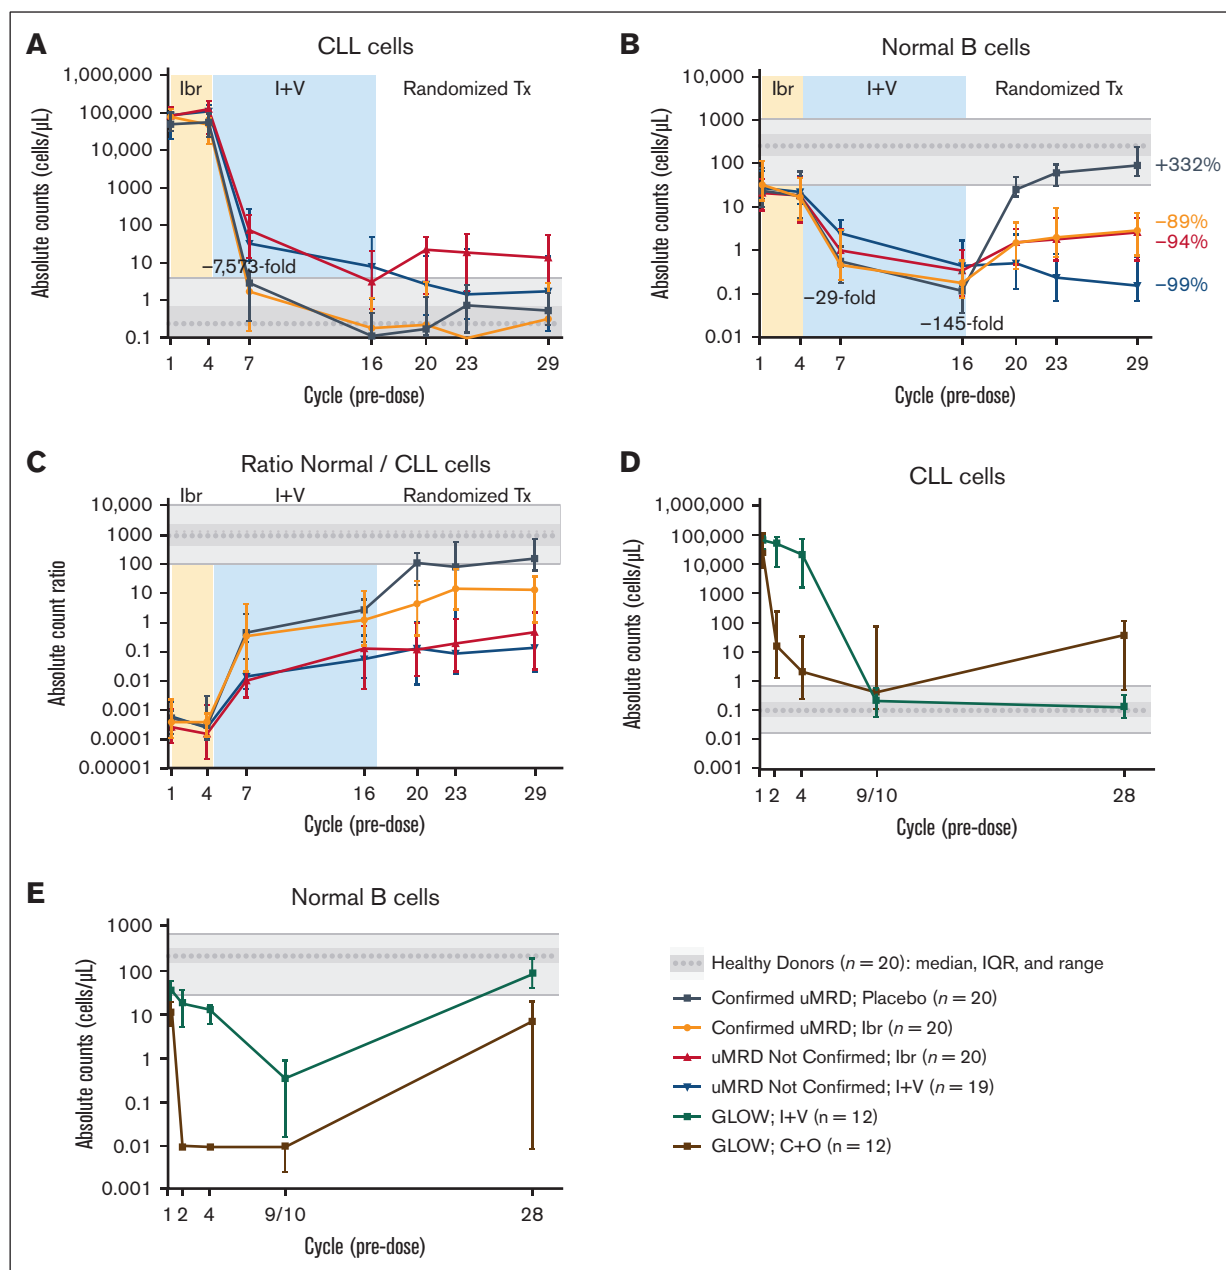 A
CLL cells
Absolute counts (cells/µL)
1,000,000
100,000
10,000
1000
100
10
1
0.1
Ibr
I+V
Randomized Tx
−7,573-fold
1 4 7 16 20 23 29
Cycle (pre-dose)
B
Normal B cells
Absolute counts (cells/µL)
10,000
1000
100
10
1
0.1
0.01
Ibr
I+V
Randomized Tx
+332%
−89%
−94%
−99%
−29-fold
−145-fold
1 4 7 16 20 23 29
Cycle (pre-dose)
C
Ratio Normal / CLL cells
Absolute count ratio
10,000
1000
100
10
1
0.1
0.01
0.001
0.0001
0.00001
Ibr
I+V
Randomized Tx
1 4 7 16 20 23 29
Cycle (pre-dose)
D
CLL cells
Absolute counts (cells/µL)
1,000,000
100,000
10,000
1000
100
10
1
0.1
0.01
0.001
1 2 4 9/10 28
Cycle (pre-dose)
E
Normal B cells
Absolute counts (cells/µL)
1000
100
10
1
0.1
0.01
0.001
1 2 4 9/10 28
Cycle (pre-dose)
Healthy Donors (n = 20): median, IQR, and range
Confirmed uMRD; Placebo (n = 20)
Confirmed uMRD; Ibr (n = 20)
uMRD Not Confirmed; Ibr (n = 20)
uMRD Not Confirmed; I+V (n = 19)
GLOW; I+V (n = 12)
GLOW; C+O (n = 12)